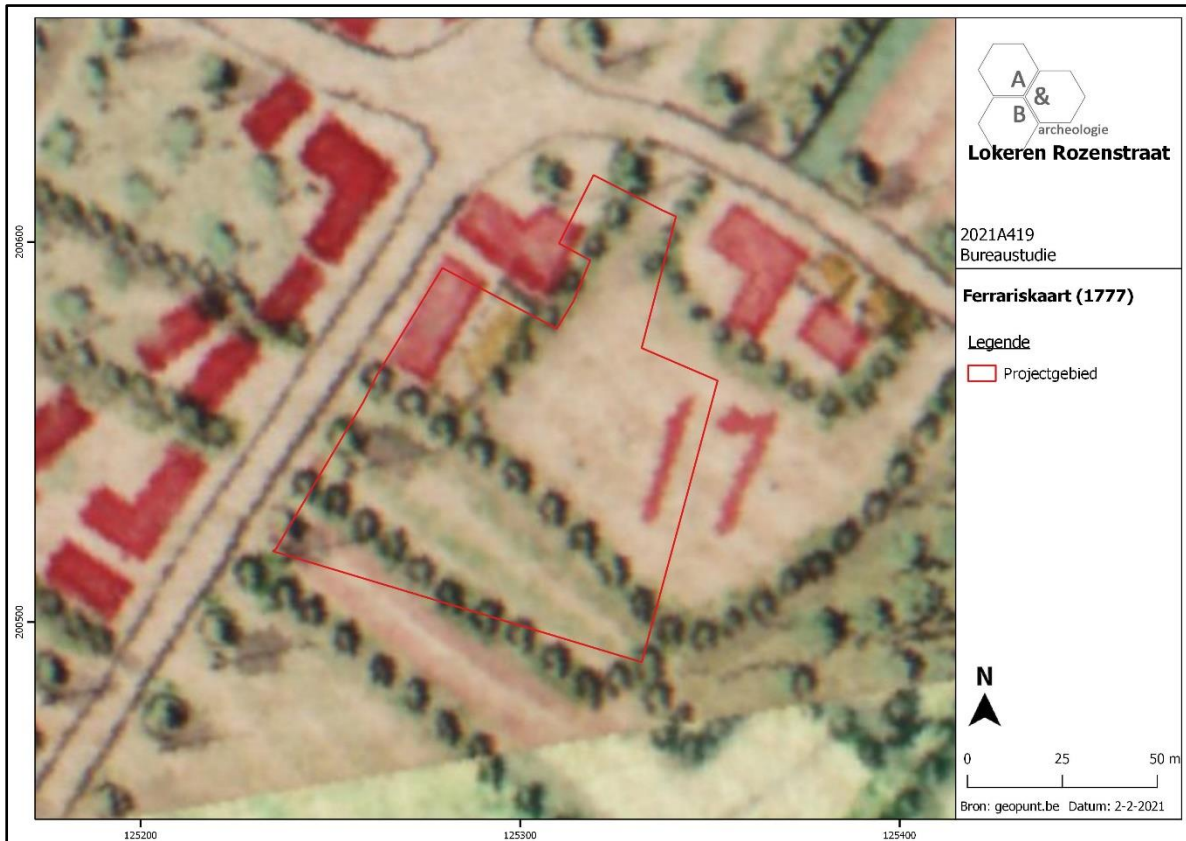 A
&
B
archeologie
Lokeren Rozenstraat
2021A419
Bureaustudie
Ferrariskaart (1777)
Legende
Projectgebied
N
0 25 50 m
Bron: geopunt.be Datum: 2-2-2021
200600
200500
125200 125300 125400